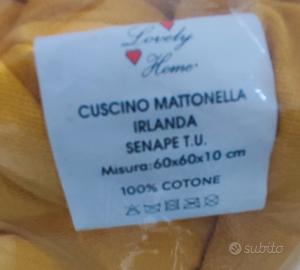 Lovely
Home
CUSCINO MATTONELLA
IRLANDA
SENAPE T.U.
Misura:60x60x10 cm
100% COTONE
subito